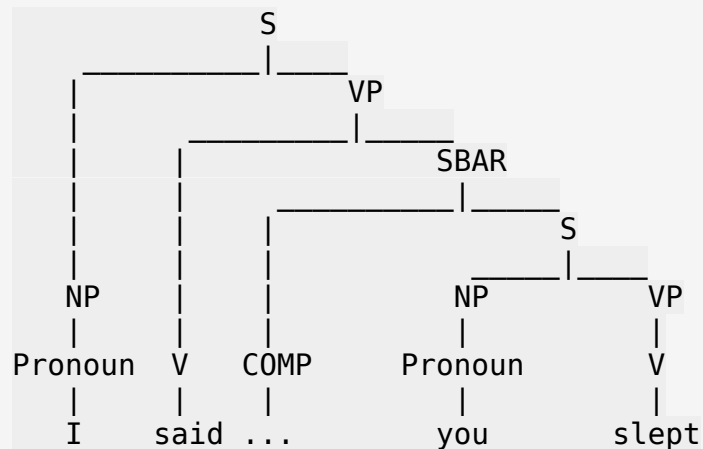 S
VP
SBAR
S
NP NP VP
Pronoun V COMP Pronoun V
I said ... you slept